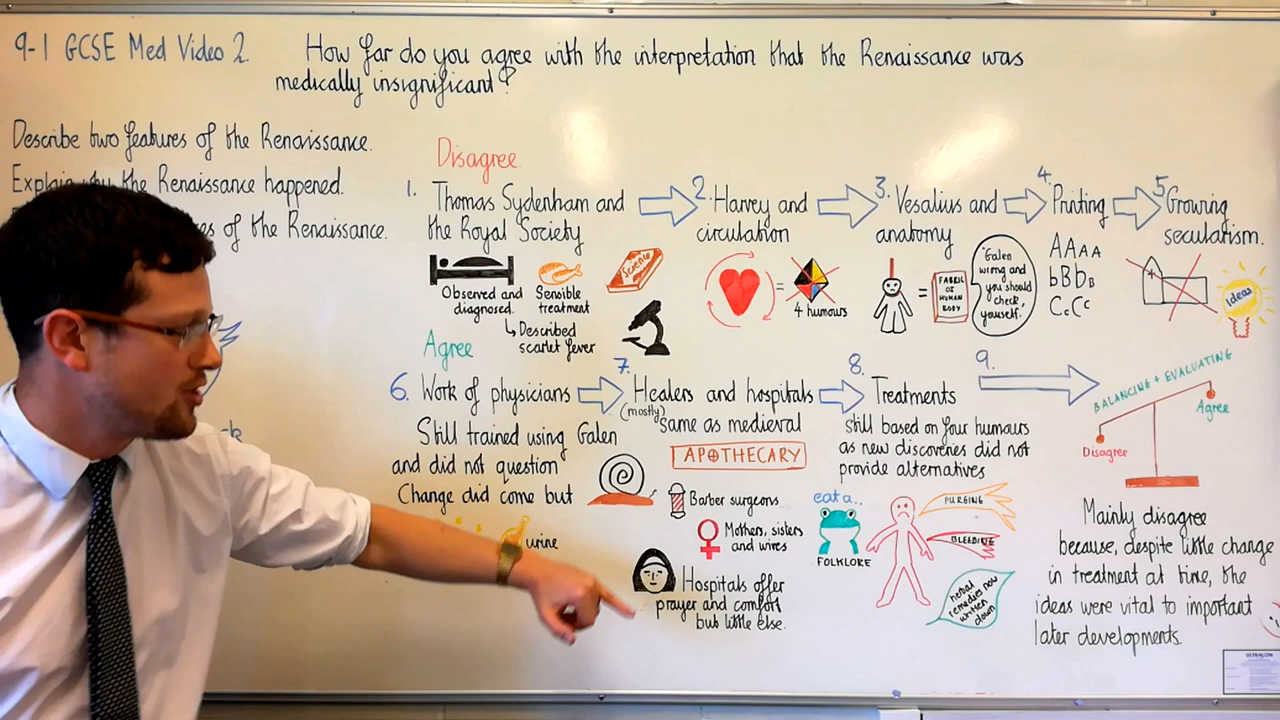 9-1 GCSE Med Video 2.
How far do you agree with the interpretation that the Renaissance was
medically insignificant?
Describe two features of the Renaissance.
Explain why the Renaissance happened.
of the Renaissance.
Disagree
1. Thomas Sydenham and
the Royal Society
Observed and
diagnosed.
Sensible
treatment
Described
scarlet fever
Science
2. Harvey and
circulation
=
4 humours
3. Vesalius and
anatomy
=
FABRIC
OF
HUMAN
BODY
"Galen
wrong and
you should
check,
yourself."
4. Printing
AAAA
bBbB
CcCc
5. Growing
secularism.
Ideas
Agree
6. Work of physicians
Still trained using Galen
and did not question
Change did come but
urine
7. Healers and hospitals
(mostly)
same as medieval
APOTHECARY
Barber surgeons
Mothers, sisters
and wives
Hospitals offer
prayer and comfort
but little else.
8. Treatments
still based on four humours
as new discoveries did not
provide alternatives
eat a..
FOLKLORE
PURGING
BLEEDING
herbal
remedies now
written
down
9.
BALANCING + EVALUATING
Agree
Disagree
Mainly disagree
because, despite little change
in treatment at time, the
ideas were vital to important
later developments.